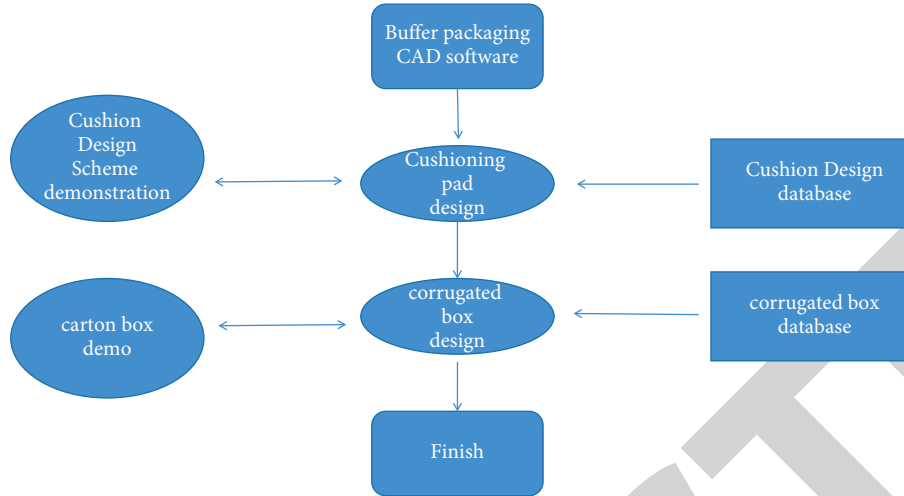 Buffer packaging
CAD software
Cushion
Design
Scheme
demonstration
Cushioning
pad
design
Cushion Design
database
carton box
demo
corrugated
box
design
corrugated box
database
Finish